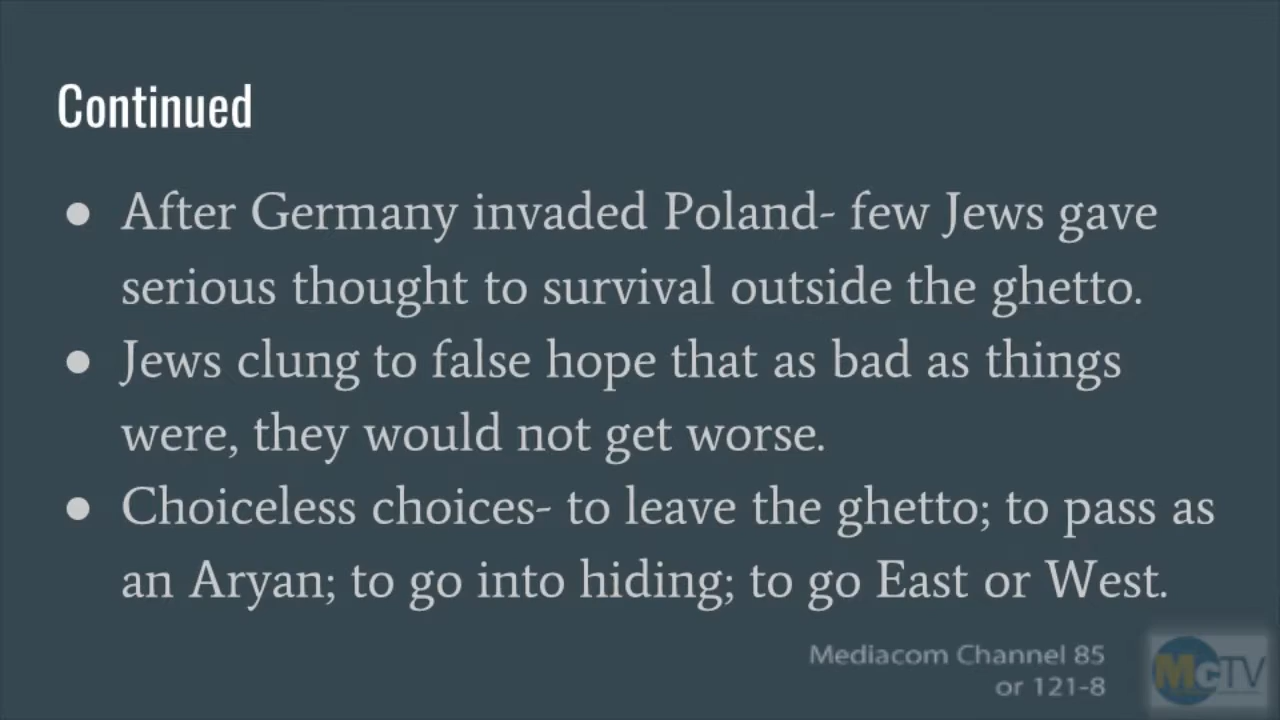 Continued
● After Germany invaded Poland- few Jews gave
serious thought to survival outside the ghetto.
● Jews clung to false hope that as bad as things
were, they would not get worse.
● Choiceless choices- to leave the ghetto; to pass as
an Aryan; to go into hiding; to go East or West.
Mediacom Channel 85
or 121-8
McTV